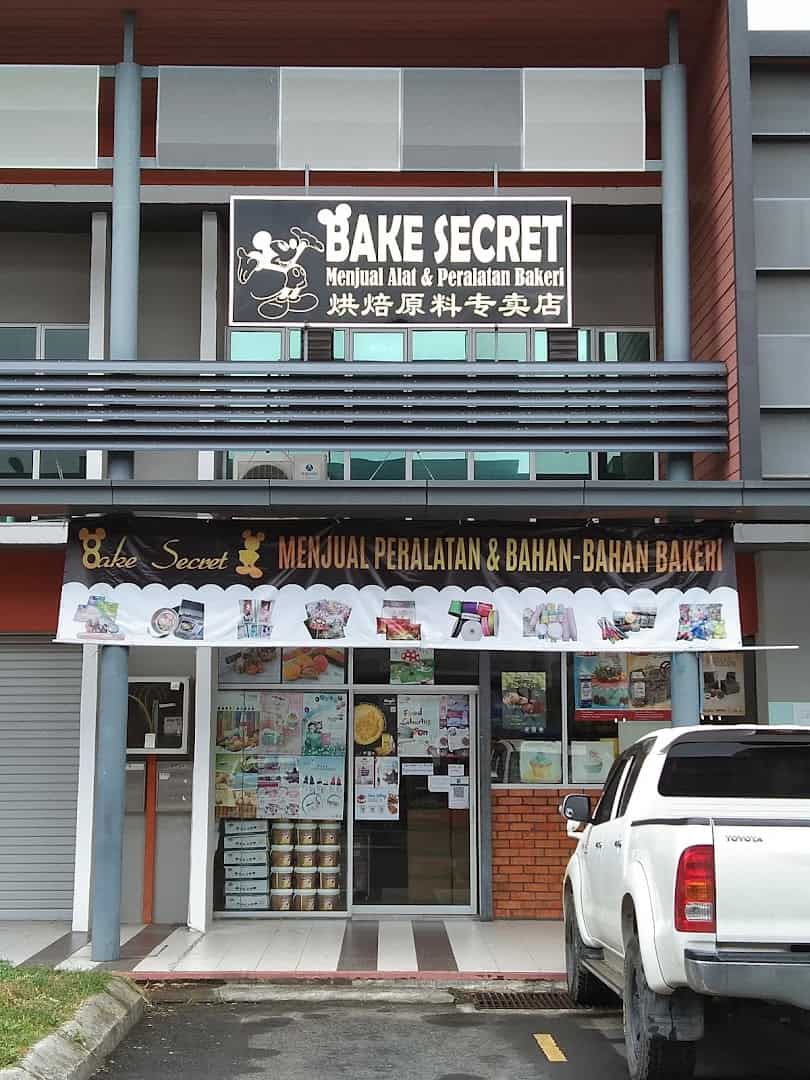 BAKE SECRET
Menjual Alat & Peralatan Bakeri
烘焙原料专卖店
Bake Secret MENJUAL PERALATAN & BAHAN-BAHAN BAKERI
Food
TOYOTA